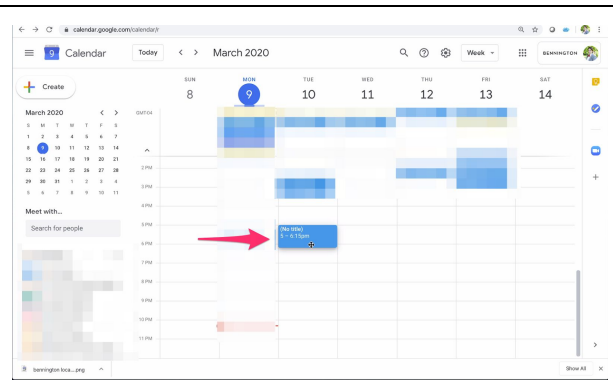 calendar.google.com/calendar/r
9 Calendar Today March 2020 Week BENNINGTON
Create
SUN MON TUE WED THU FRI SAT
8 9 10 11 12 13 14
GMT-04
March 2020
S M T W T F S
1 2 3 4 5 6 7
8 9 10 11 12 13 14
15 16 17 18 19 20 21
22 23 24 25 26 27 28
29 30 31 1 2 3 4
5 6 7 8 9 10 11
Meet with...
Search for people
2 PM
3 PM
4 PM
5 PM
(No title)
5 – 6:15pm
6 PM
7 PM
8 PM
9 PM
10 PM
11 PM
bennington loca....png
Show All